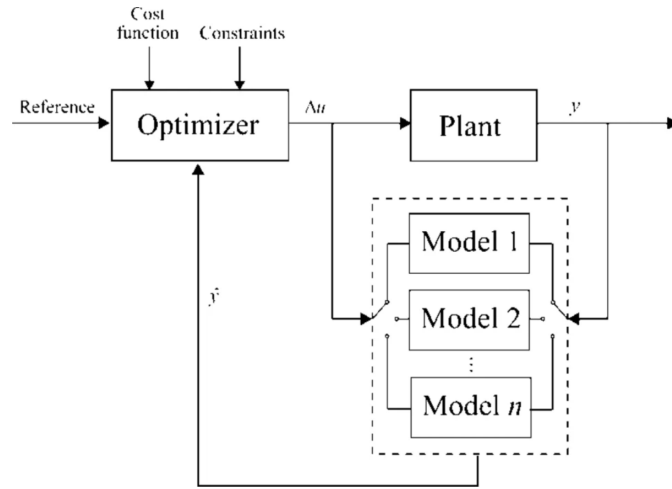 Cost
function
Constraints
Reference
Optimizer
Δu
Plant
y
Model 1
ŷ
Model 2
⋮
Model n